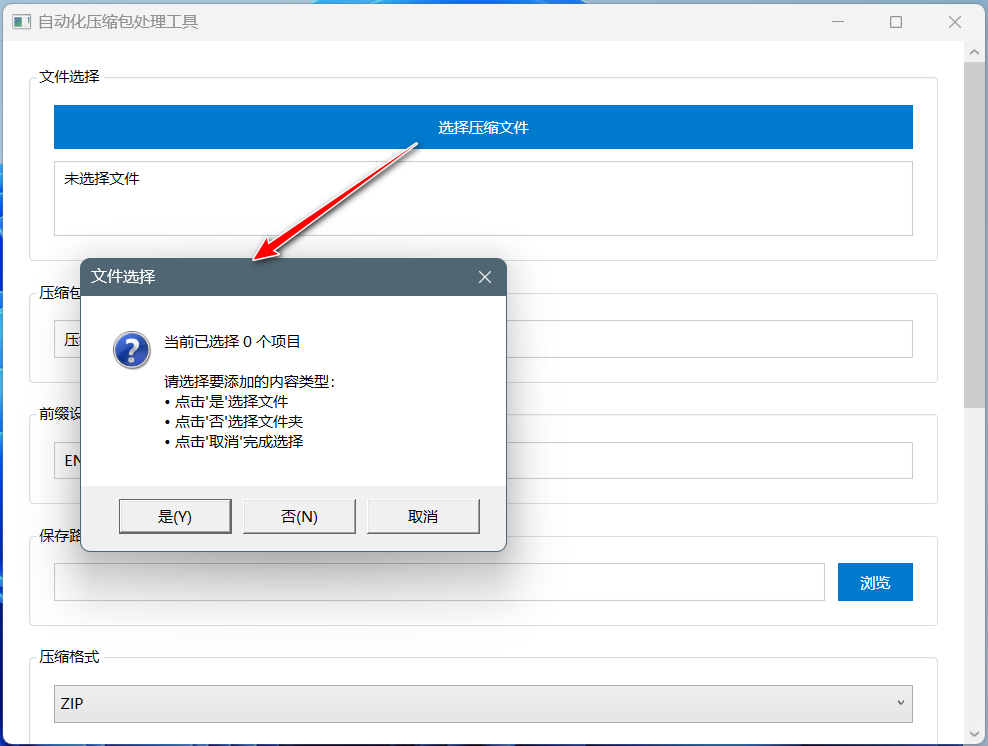 自动化压缩包处理工具
文件选择
选择压缩文件
未选择文件
文件选择
当前已选择 0 个项目
请选择要添加的内容类型：
• 点击'是'选择文件
• 点击'否'选择文件夹
• 点击'取消'完成选择
是(Y)
否(N)
取消
压缩包
压
前缀设
EN
保存路
浏览
压缩格式
ZIP